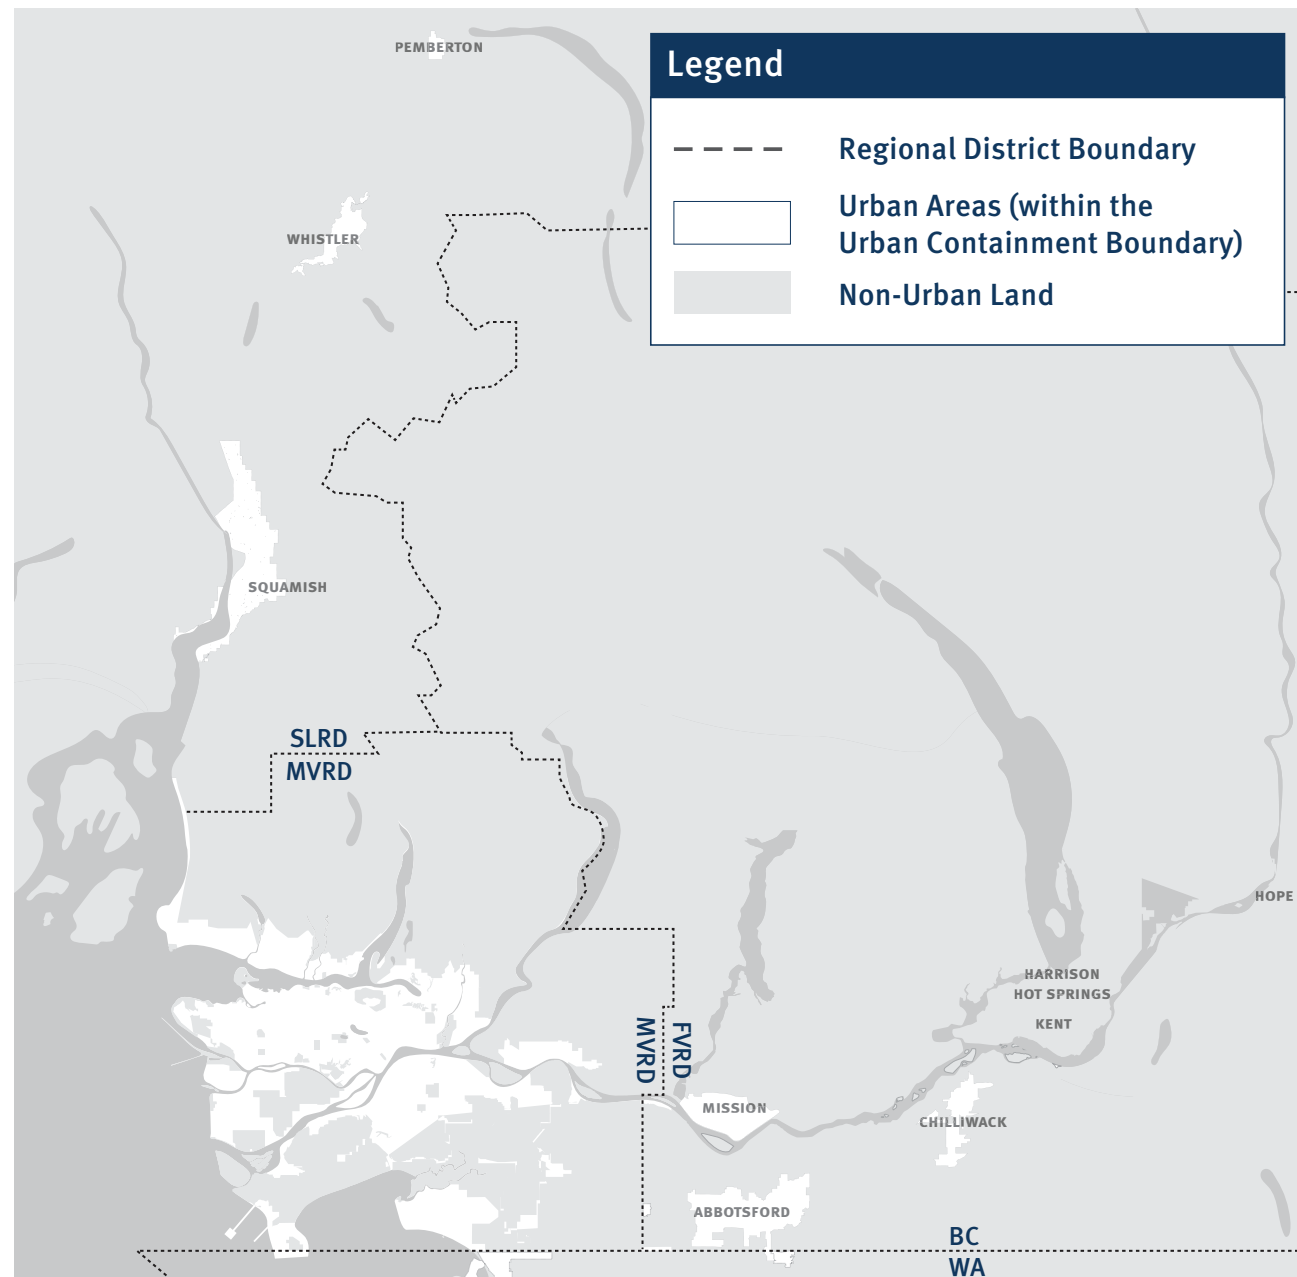 PEMBERTON
Legend
Regional District Boundary
Urban Areas (within the
Urban Containment Boundary)
Non-Urban Land
WHISTLER
SQUAMISH
SLRD
MVRD
HOPE
HARRISON
HOT SPRINGS
KENT
MVRD
FVRD
MISSION
CHILLIWACK
ABBOTSFORD
BC
WA